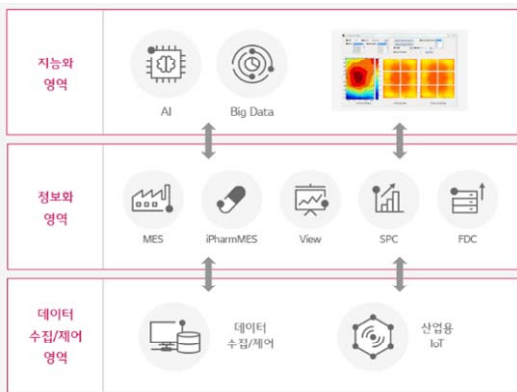 지능화
영역
AI
Big Data
정보화
영역
MES
iPharmMES
View
SPC
FDC
데이터
수집/제어
영역
데이터
수집/제어
산업용
IoT